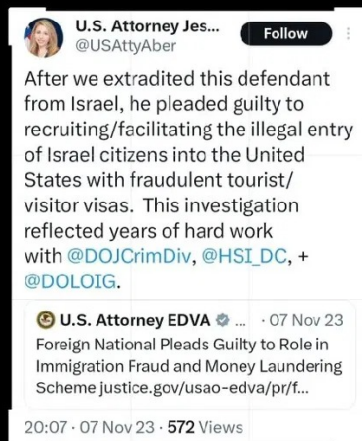 U.S. Attorney Jes...
@USAttyAber
Follow
After we extradited this defendant
from Israel, he pleaded guilty to
recruiting/facilitating the illegal entry
of Israel citizens into the United
States with fraudulent tourist/
visitor visas. This investigation
reflected years of hard work
with @DOJCrimDiv, @HSI_DC, +
@DOLOIG.
U.S. Attorney EDVA ... · 07 Nov 23
Foreign National Pleads Guilty to Role in
Immigration Fraud and Money Laundering
Scheme justice.gov/usao-edva/pr/f...
20:07 · 07 Nov 23 · 572 Views